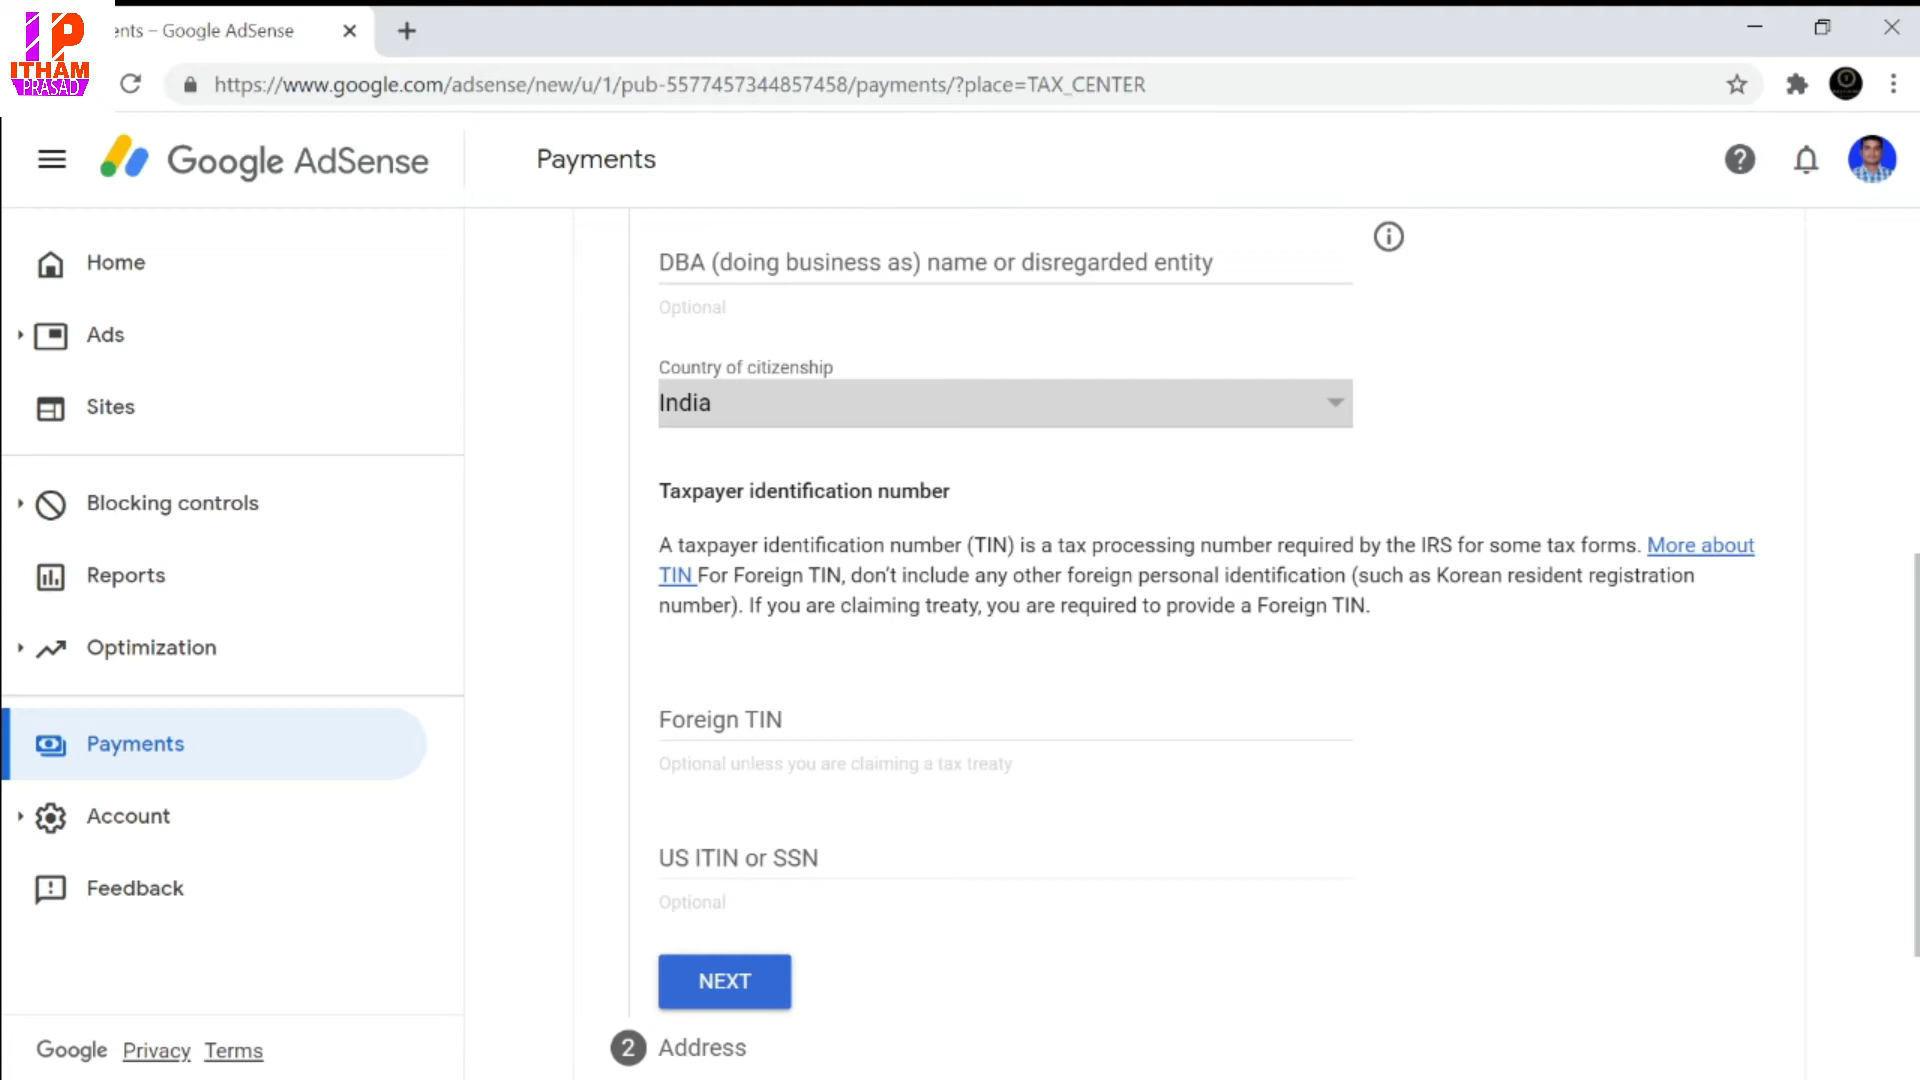 IP
ITHAM
PRASAD
ents – Google AdSense
https://www.google.com/adsense/new/u/1/pub-5577457344857458/payments/?place=TAX_CENTER
Google AdSense
Payments
Home
Ads
Sites
Blocking controls
Reports
Optimization
Payments
Account
Feedback
Google Privacy Terms
DBA (doing business as) name or disregarded entity
Optional
Country of citizenship
India
Taxpayer identification number
A taxpayer identification number (TIN) is a tax processing number required by the IRS for some tax forms. More about
TIN For Foreign TIN, don't include any other foreign personal identification (such as Korean resident registration
number). If you are claiming treaty, you are required to provide a Foreign TIN.
Foreign TIN
Optional unless you are claiming a tax treaty
US ITIN or SSN
Optional
NEXT
2 Address